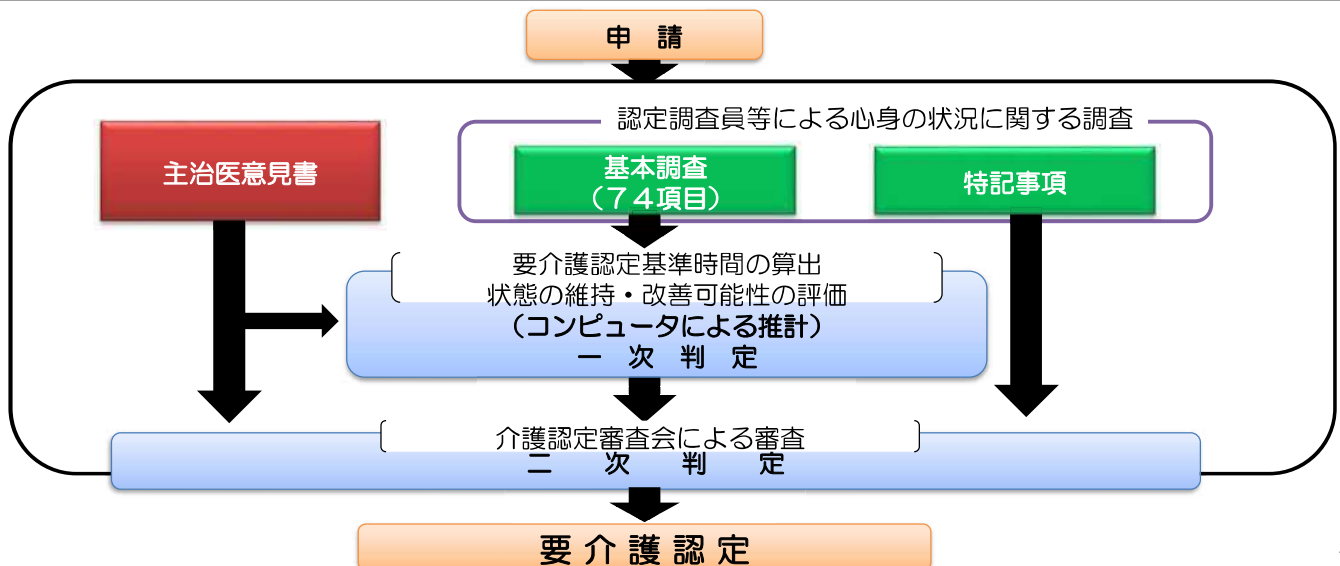 申 請
認定調査員等による心身の状況に関する調査
主治医意見書
基本調査
（７４項目）
特記事項
要介護認定基準時間の算出
状態の維持・改善可能性の評価
（コンピュータによる推計）
一 次 判 定
介護認定審査会による審査
二 次 判 定
要 介 護 認 定